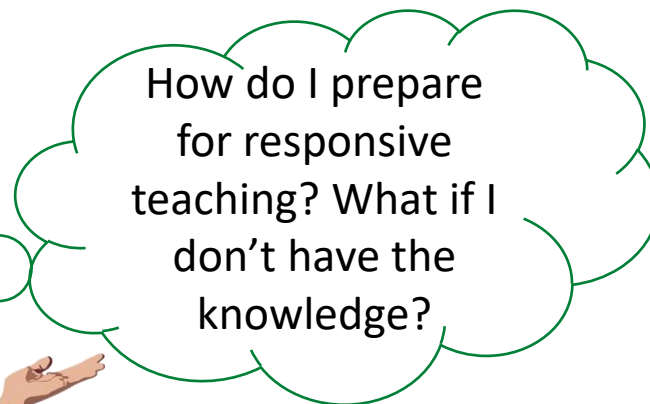 How do I prepare
for responsive
teaching? What if I
don’t have the
knowledge?